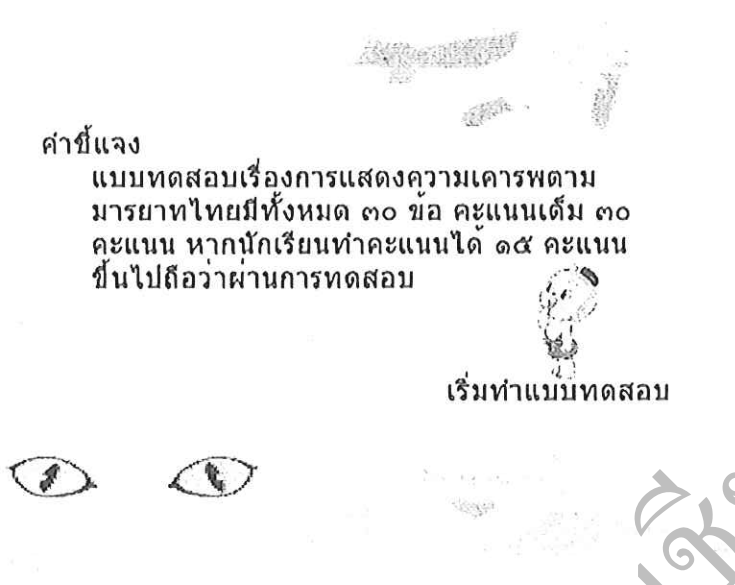 คำชี้แจง
แบบทดสอบเรื่องการแสดงความเคารพตาม
มารยาทไทยมีทั้งหมด ๓๐ ข้อ คะแนนเต็ม ๓๐
คะแนน หากนักเรียนทำคะแนนได้ ๑๕ คะแนน
ขึ้นไปถือว่าผ่านการทดสอบ
เริ่มทำแบบทดสอบ